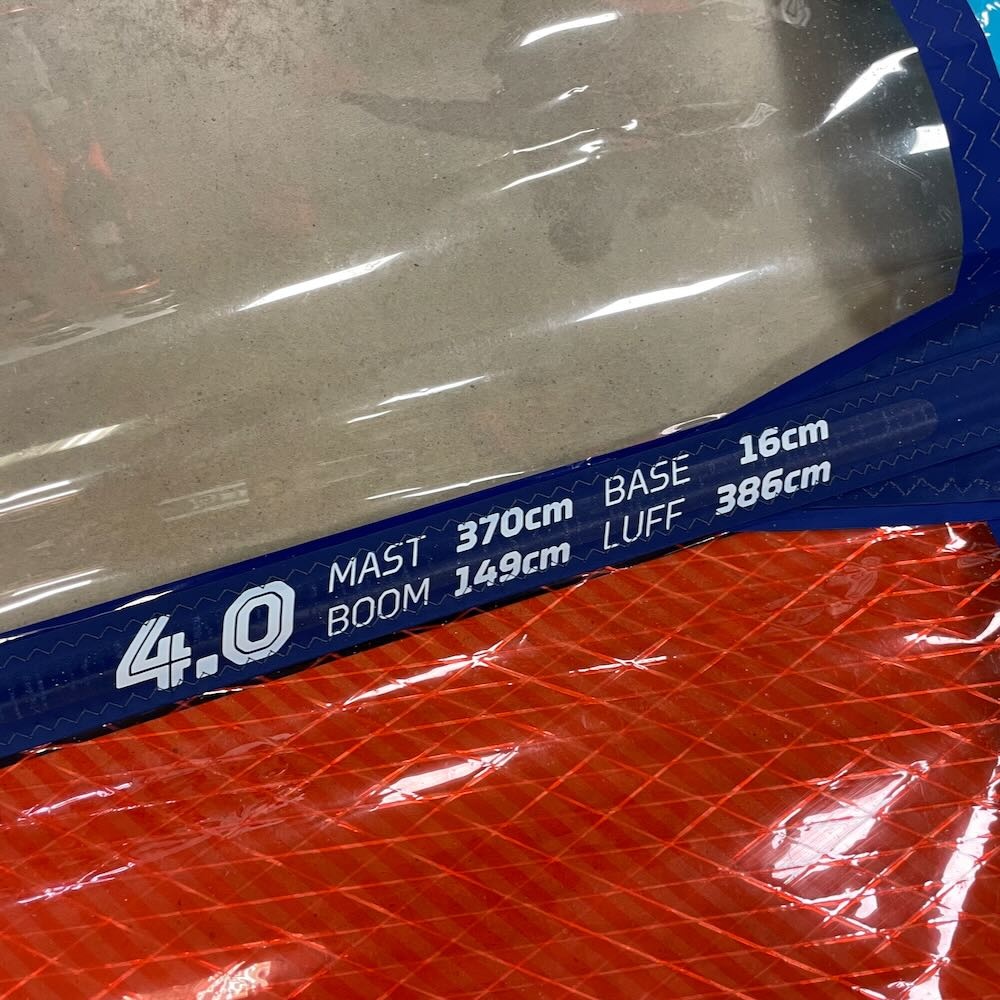 4.0 MAST 370cm BASE 16cm
BOOM 149cm LUFF 386cm